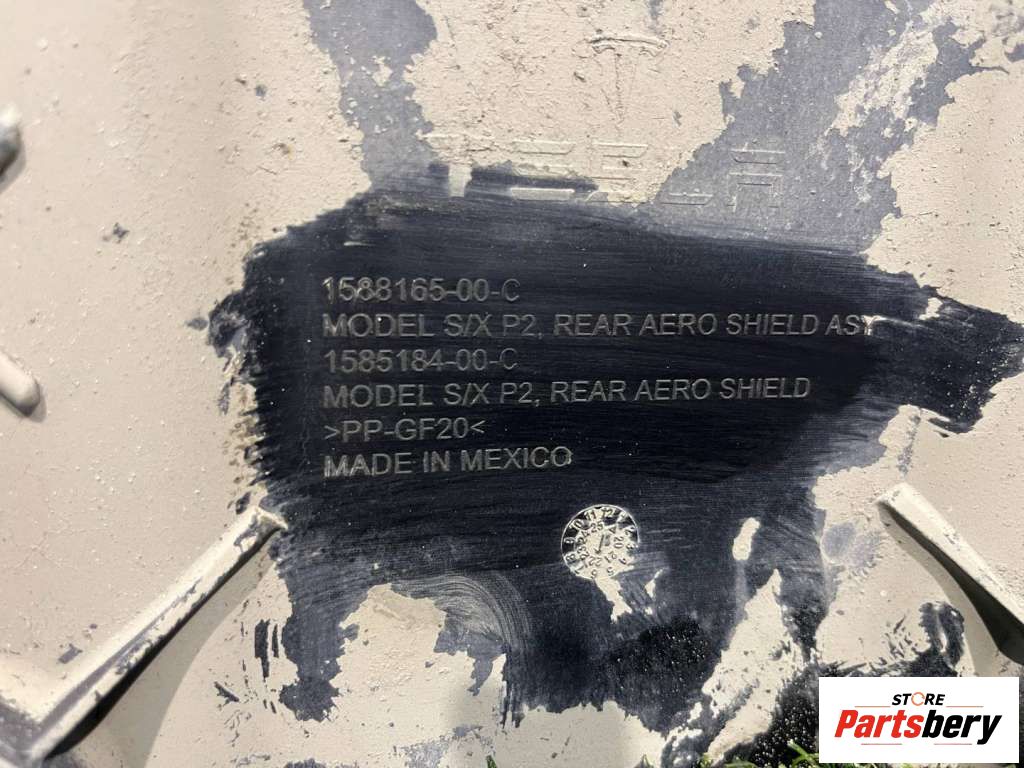 TESLA
1588165-00-C
MODEL S/X P2, REAR AERO SHIELD ASY
1585184-00-C
MODEL S/X P2, REAR AERO SHIELD
>PP-GF20<
MADE IN MEXICO
STORE
Partsbery